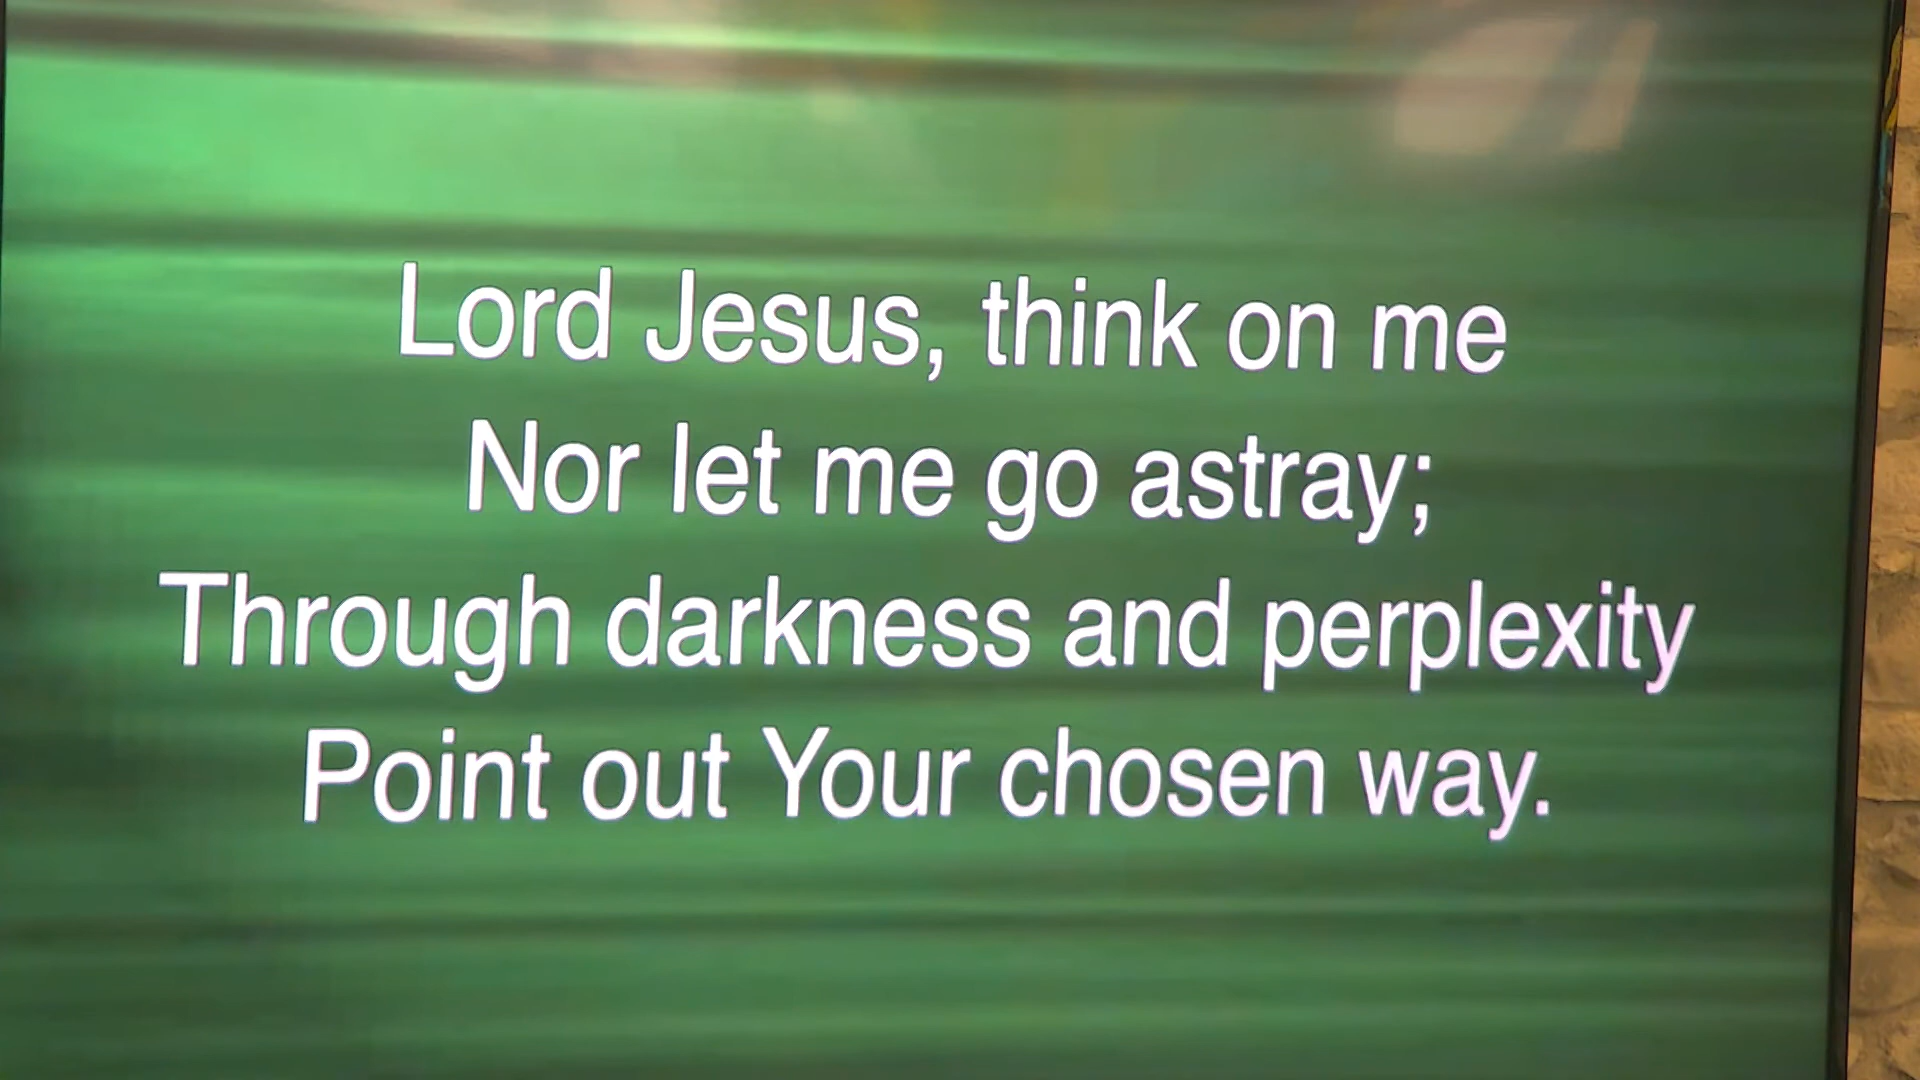 Lord Jesus, think on me
Nor let me go astray;
Through darkness and perplexity
Point out Your chosen way.